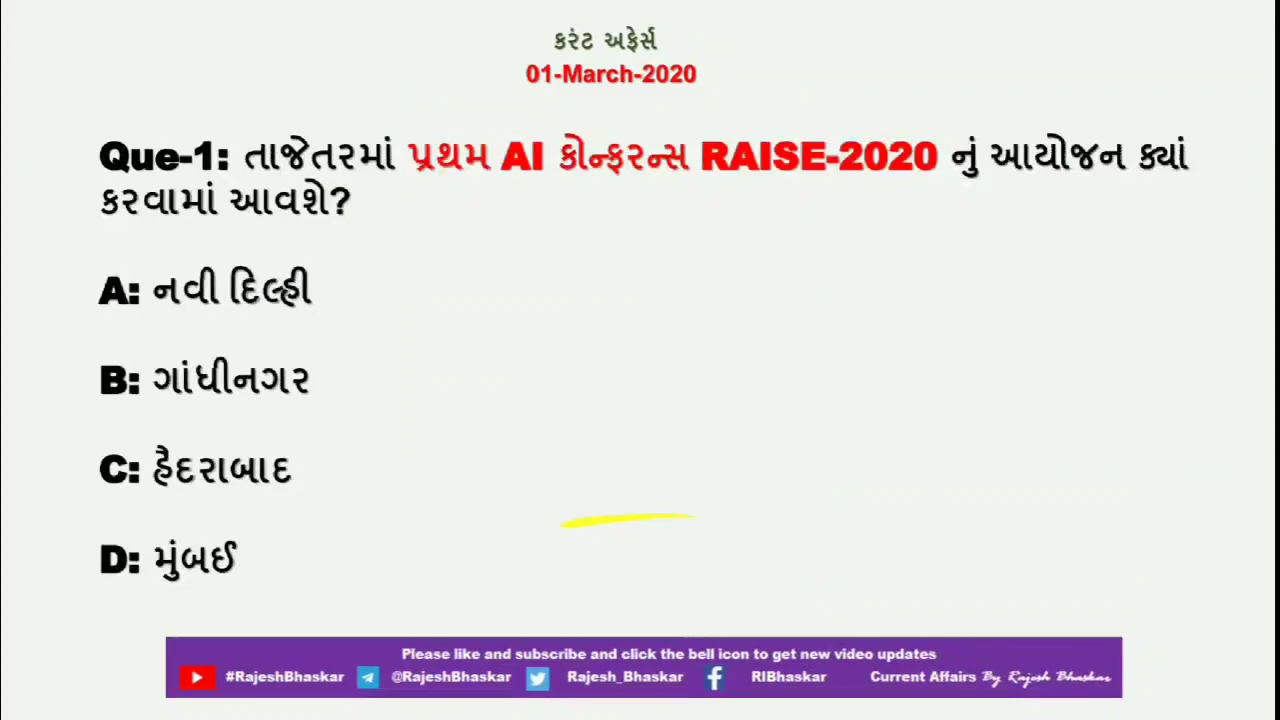 કરંટ અફેર્સ
01-March-2020
Que-1: તાજેતરમાં પ્રથમ AI કોન્ફરન્સ RAISE-2020 નું આયોજન ક્યાં
કરવામાં આવશે?
A: નવી દિલ્હી
B: ગાંધીનગર
C: હૈદરાબાદ
D: મુંબઈ
Please like and subscribe and click the bell icon to get new video updates
#RajeshBhaskar @RajeshBhaskar Rajesh_Bhaskar RIBhaskar Current Affairs By Rajesh Bhaskar